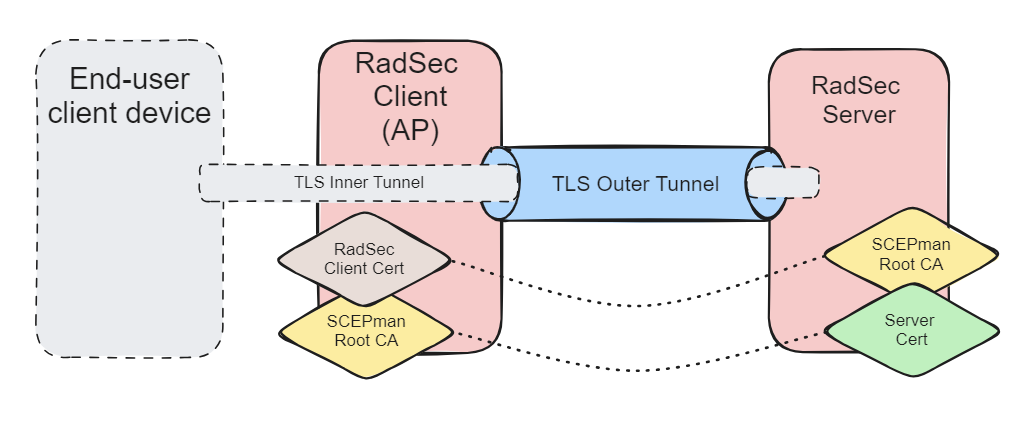 End-user
client device
RadSec
Client
(AP)
RadSec
Server
TLS Inner Tunnel
TLS Outer Tunnel
RadSec
Client Cert
SCEPman
Root CA
SCEPman
Root CA
Server
Cert